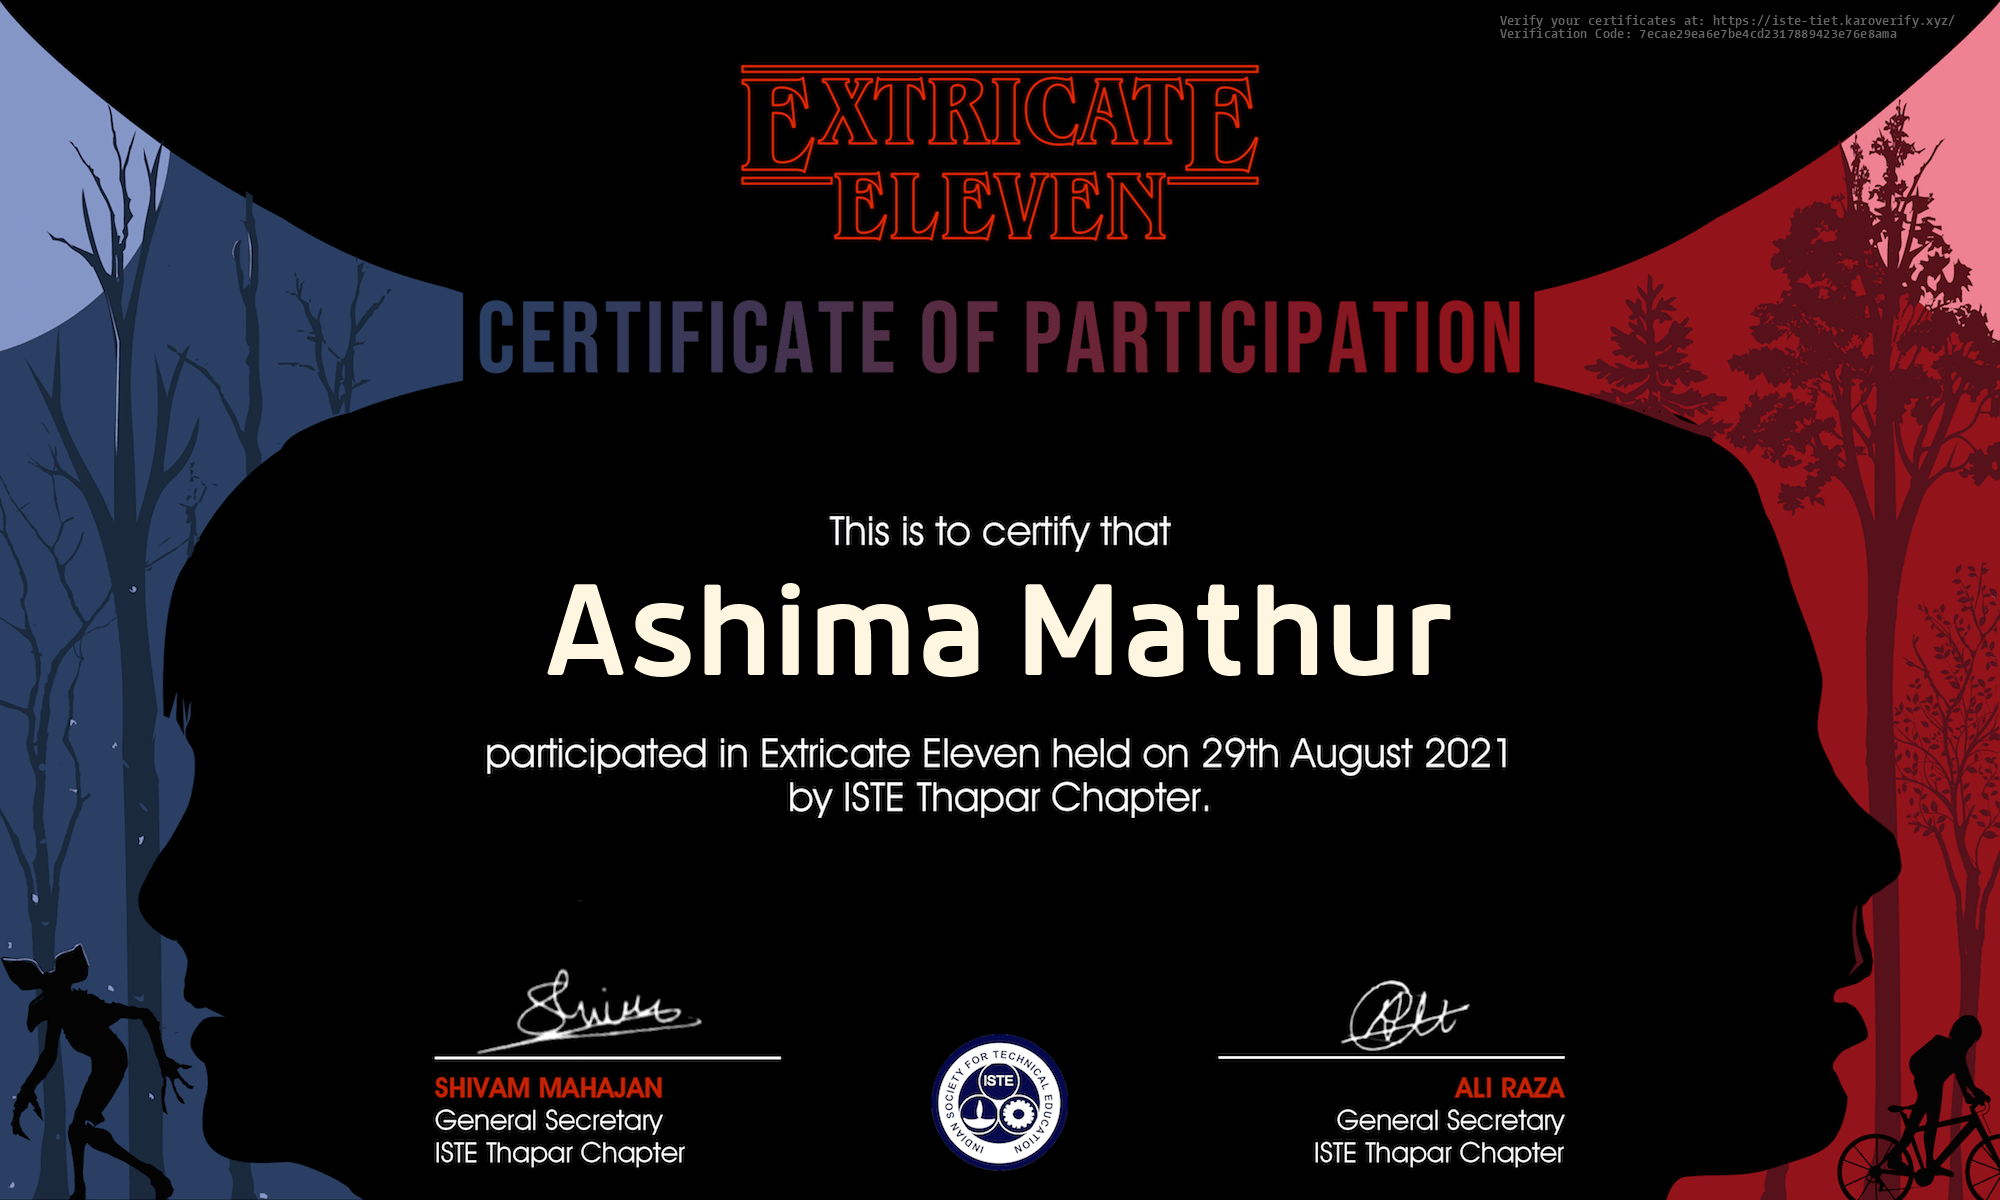 Verify your certificates at: https://iste-tiet.karoverify.xyz/
Verification Code: 7ecae29ea6e7be4cd2317889423e76e8ama
EXTRICATE
ELEVEN
CERTIFICATE OF PARTICIPATION
This is to certify that
Ashima Mathur
participated in Extricate Eleven held on 29th August 2021
by ISTE Thapar Chapter.
SHIVAM MAHAJAN
General Secretary
ISTE Thapar Chapter
INDIAN SOCIETY FOR TECHNICAL EDUCATION
ISTE
ALI RAZA
General Secretary
ISTE Thapar Chapter